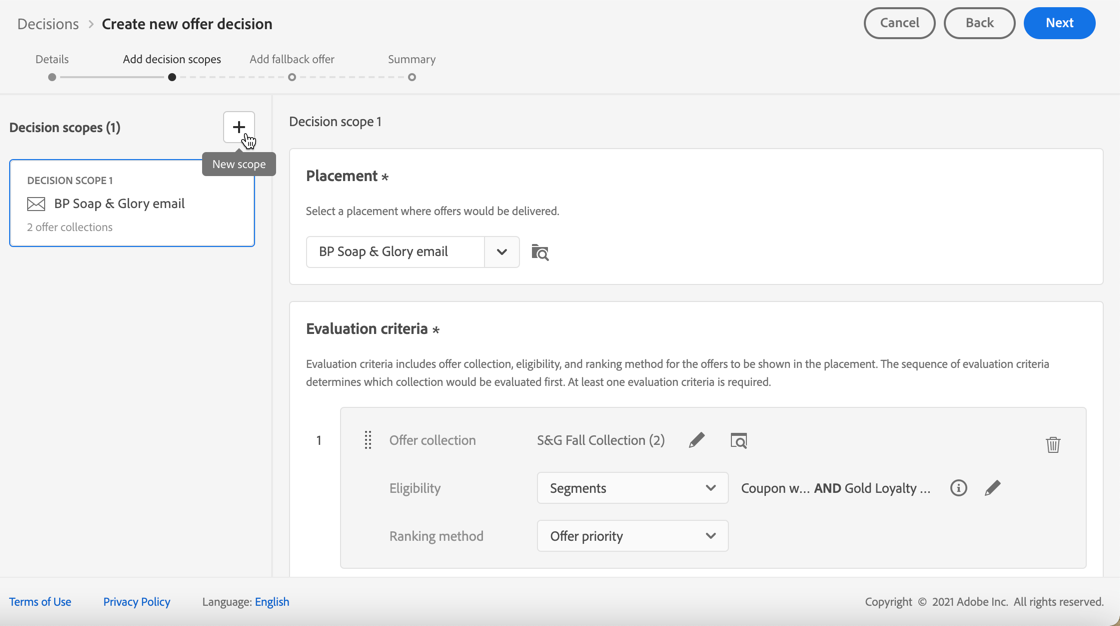 Decisions > Create new offer decision
Cancel
Back
Next
Details
Add decision scopes
Add fallback offer
Summary
Decision scopes (1)
+
New scope
DECISION SCOPE 1
BP Soap & Glory email
2 offer collections
Decision scope 1
Placement *
Select a placement where offers would be delivered.
BP Soap & Glory email
Evaluation criteria *
Evaluation criteria includes offer collection, eligibility, and ranking method for the offers to be shown in the placement. The sequence of evaluation criteria
determines which collection would be evaluated first. At least one evaluation criteria is required.
1
Offer collection
S&G Fall Collection (2)
Eligibility
Segments
Coupon w... AND Gold Loyalty ...
Ranking method
Offer priority
Terms of Use
Privacy Policy
Language: English
Copyright © 2021 Adobe Inc. All rights reserved.